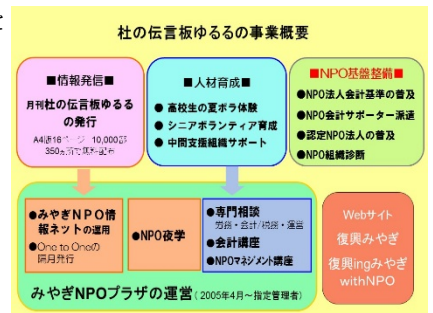 杜の伝言板ゆるるの事業概要
■情報発信■
月刊杜の伝言板ゆるる
の発行
A4版16ページ 10,000部
350ヵ所で無料配布
■人材育成■
● 高校生の夏ボラ体験
● シニアボランティア育成
● 中間支援組織サポート
■NPO基盤整備■
●NPO法人会計基準の普及
●NPO会計サポーター派遣
●認定NPO法人の普及
●NPO組織診断
●みやぎNPO情
報ネットの運用
●One to Oneの
隔月発行
●NPO夜学
●専門相談
労務・会計/税務・運営
●会計講座
●NPOマネジメント講座
みやぎNPOプラザの運営(2005年4月~指定管理者)
Webサイト
復興みやぎ
復興ingみやぎ
withNPO